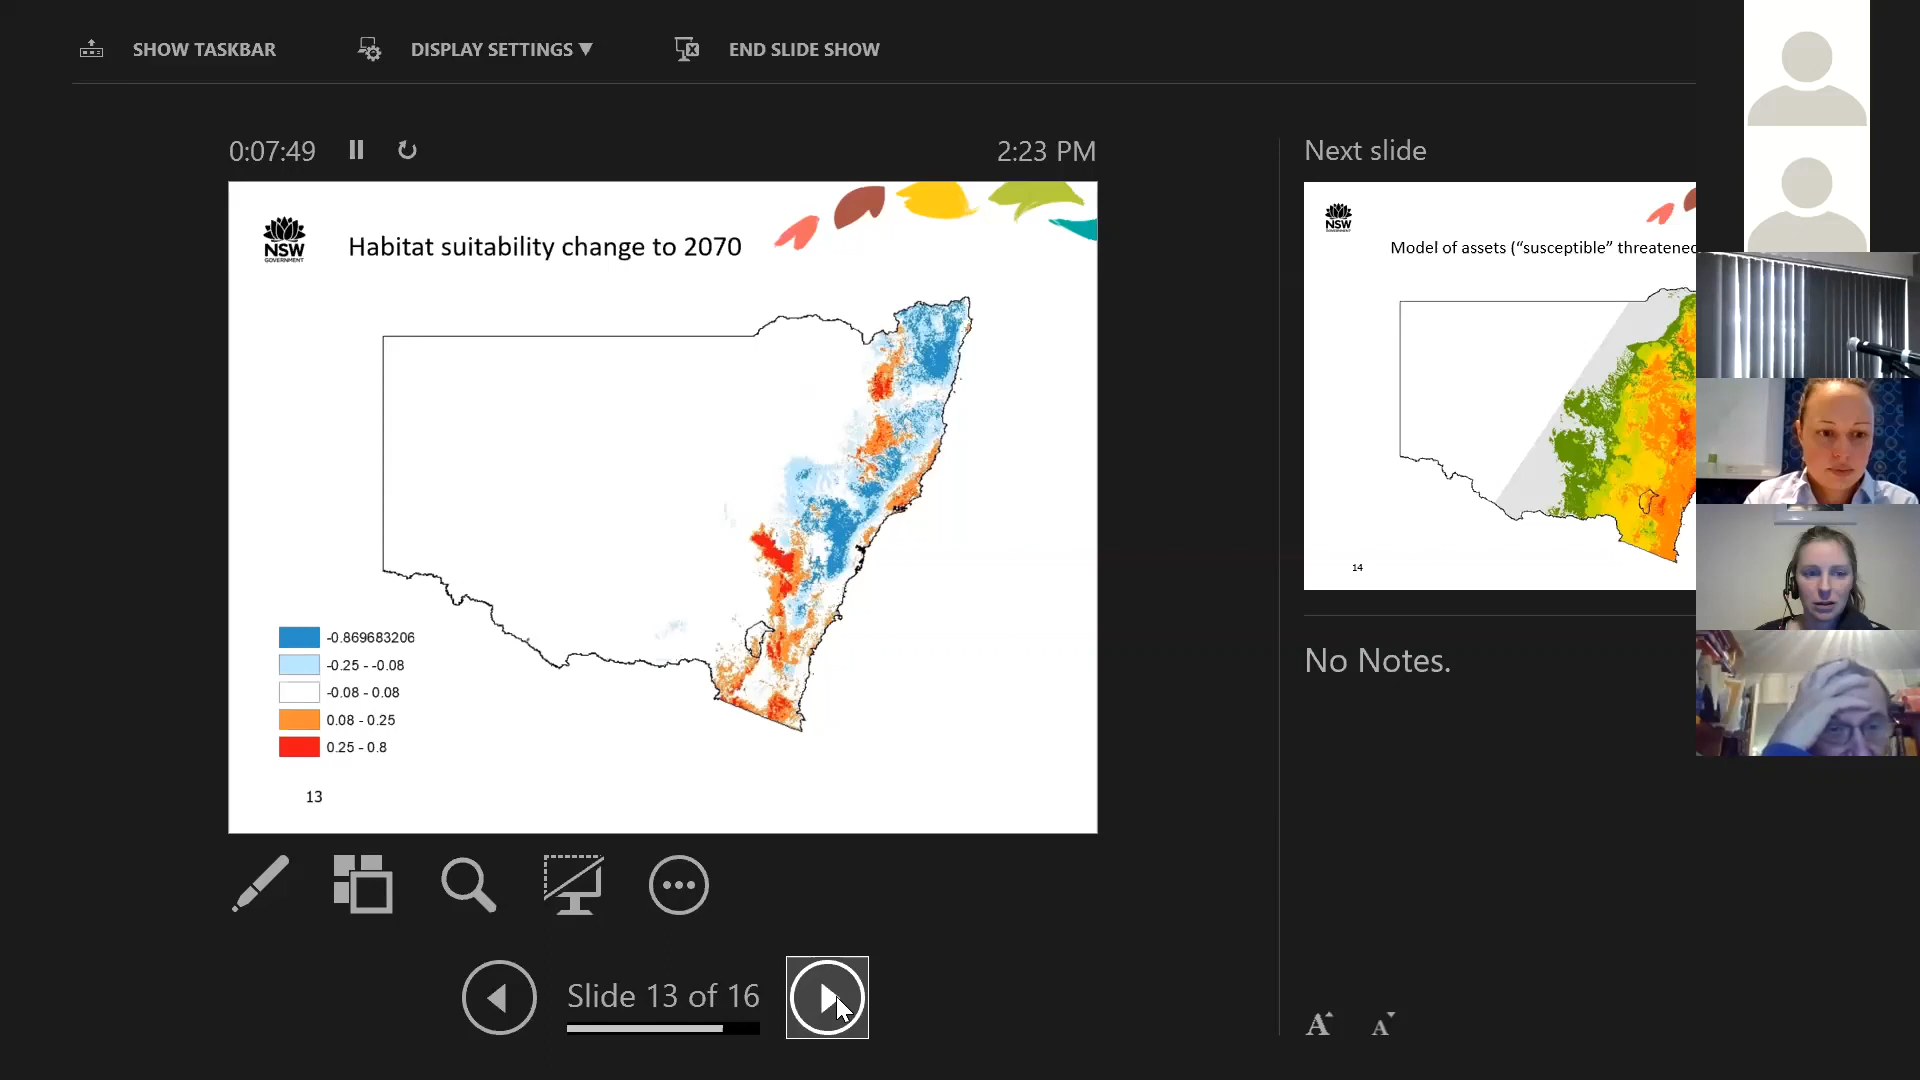 SHOW TASKBAR
DISPLAY SETTINGS ▼
END SLIDE SHOW
0:07:49
2:23 PM
NSW
GOVERNMENT
Habitat suitability change to 2070
-0.869683206
-0.25 - -0.08
-0.08 - 0.08
0.08 - 0.25
0.25 - 0.8
13
Slide 13 of 16
Next slide
NSW
GOVERNMENT
Model of assets (“susceptible” threatened
14
No Notes.
A
A